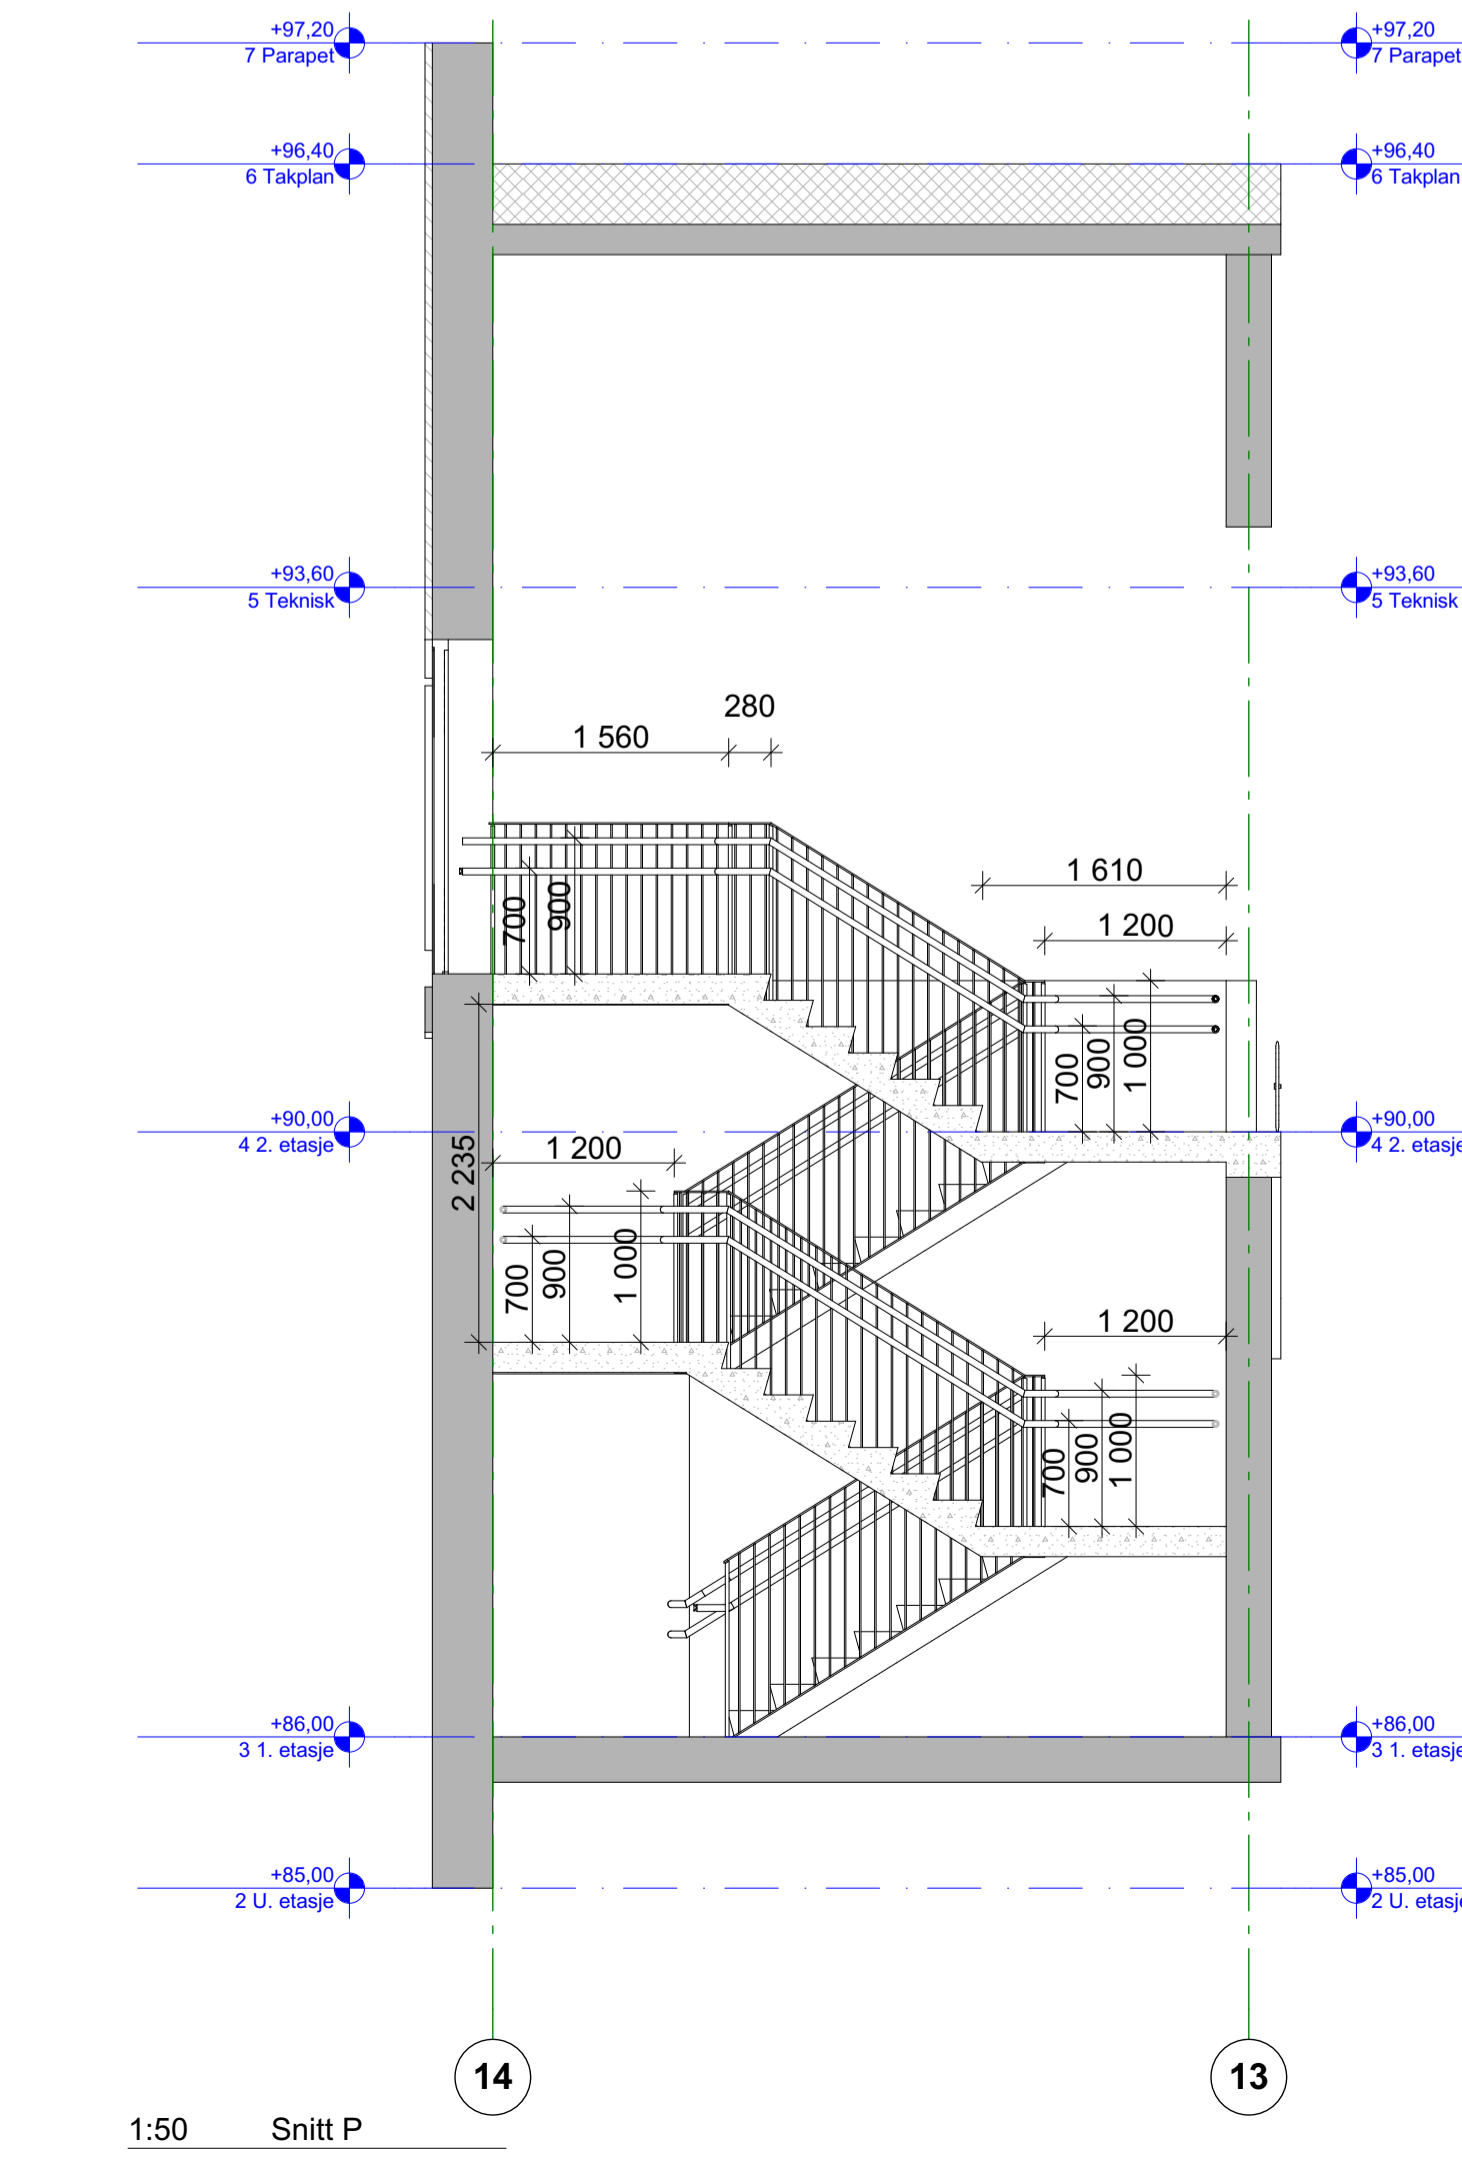 +97,20
7 Parapet
+97,20
7 Parapet
+96,40
6 Takplan
+96,40
6 Takplan
+93,60
5 Teknisk
+93,60
5 Teknisk
280
1 560
1 610
1 200
700
900
700
900
1 000
+90,00
4 2. etasje
+90,00
4 2. etasje
2 235
1 200
700
900
1 000
1 200
700
900
1 000
+86,00
3 1. etasje
+86,00
3 1. etasje
+85,00
2 U. etasje
+85,00
2 U. etasje
14
13
1:50 Snitt P